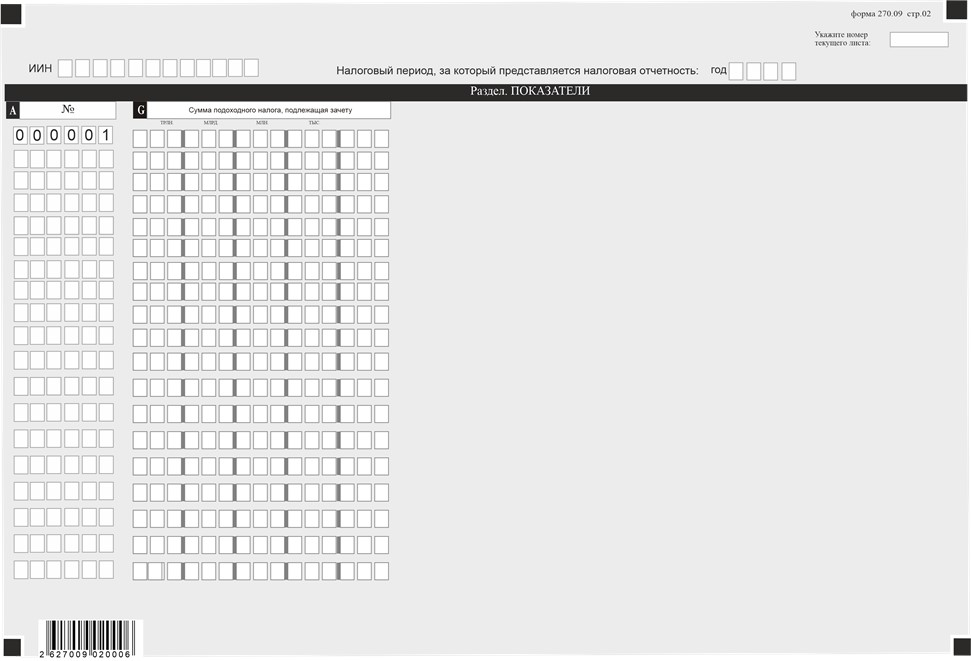 форма 270.09 стр.02
Укажите номер
текущего листа:
ИИН
Налоговый период, за который представляется налоговая отчетность: год
Раздел. ПОКАЗАТЕЛИ
A № G Сумма подоходного налога, подлежащая зачету
ТРЛН МЛРД МЛН ТЫС
000001
2627009020006